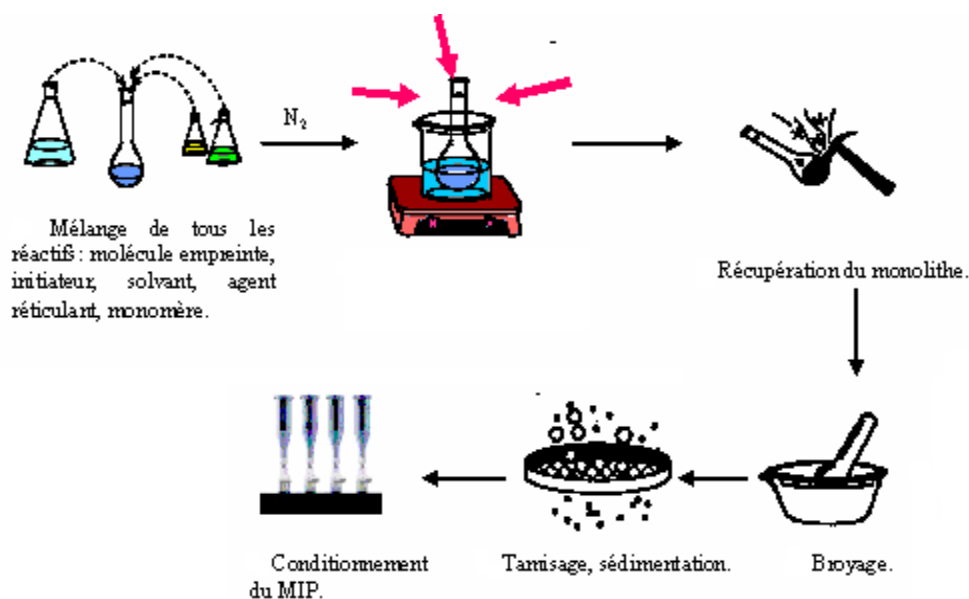 N₂
Mélange de tous les
réactifs : molécule empreinte,
initiateur, solvant, agent
réticulant, monomère.
Récupération du monolithe.
Broyage.
Tamisage, sédimentation.
Conditionnement
du MIP.